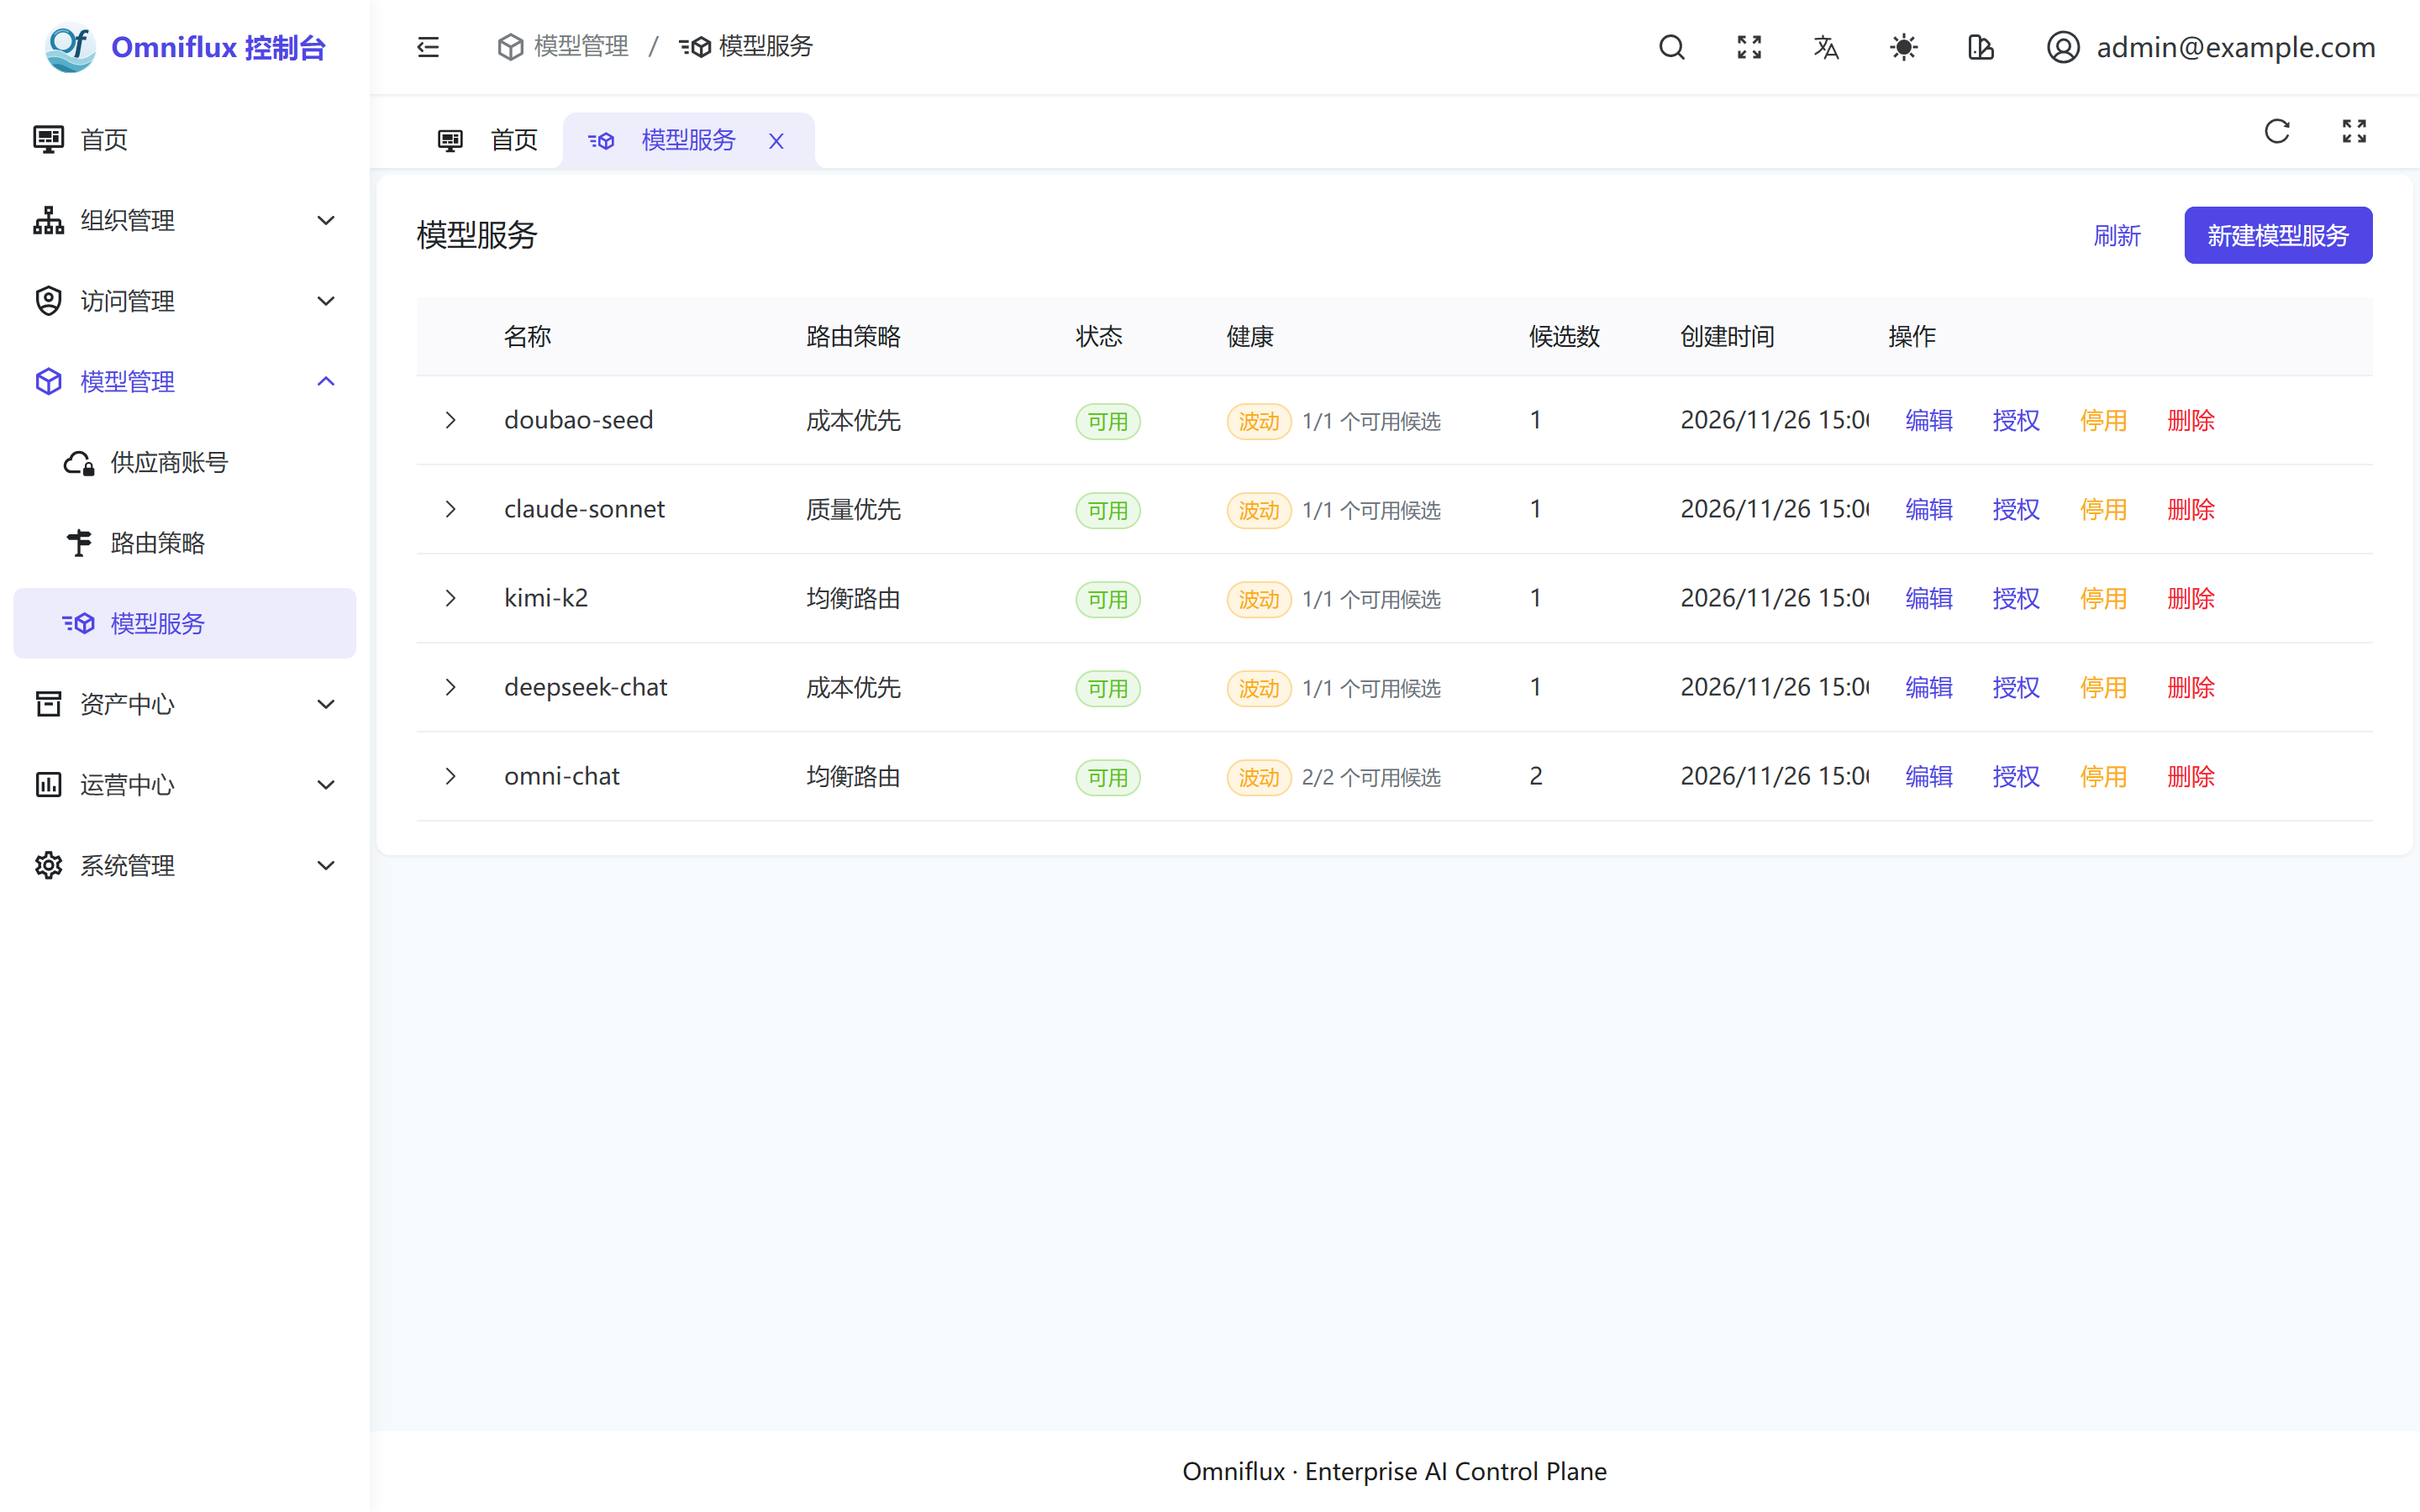 Omniflux 控制台
模型管理 / 模型服务
admin@example.com
首页
组织管理
访问管理
模型管理
供应商账号
路由策略
模型服务
资产中心
运营中心
系统管理
首页 模型服务
模型服务 刷新 新建模型服务
名称 路由策略 状态 健康 候选数 创建时间 操作
doubao-seed 成本优先 可用 波动 1/1 个可用候选 1 2026/11/26 编辑 授权 停用 删除
claude-sonnet 质量优先 可用 波动 1/1 个可用候选 1 2026/11/26 编辑 授权 停用 删除
kimi-k2 均衡路由 可用 波动 1/1 个可用候选 1 2026/11/26 编辑 授权 停用 删除
deepseek-chat 成本优先 可用 波动 1/1 个可用候选 1 2026/11/26 编辑 授权 停用 删除
omni-chat 均衡路由 可用 波动 2/2 个可用候选 2 2026/11/26 编辑 授权 停用 删除
Omniflux · Enterprise AI Control Plane